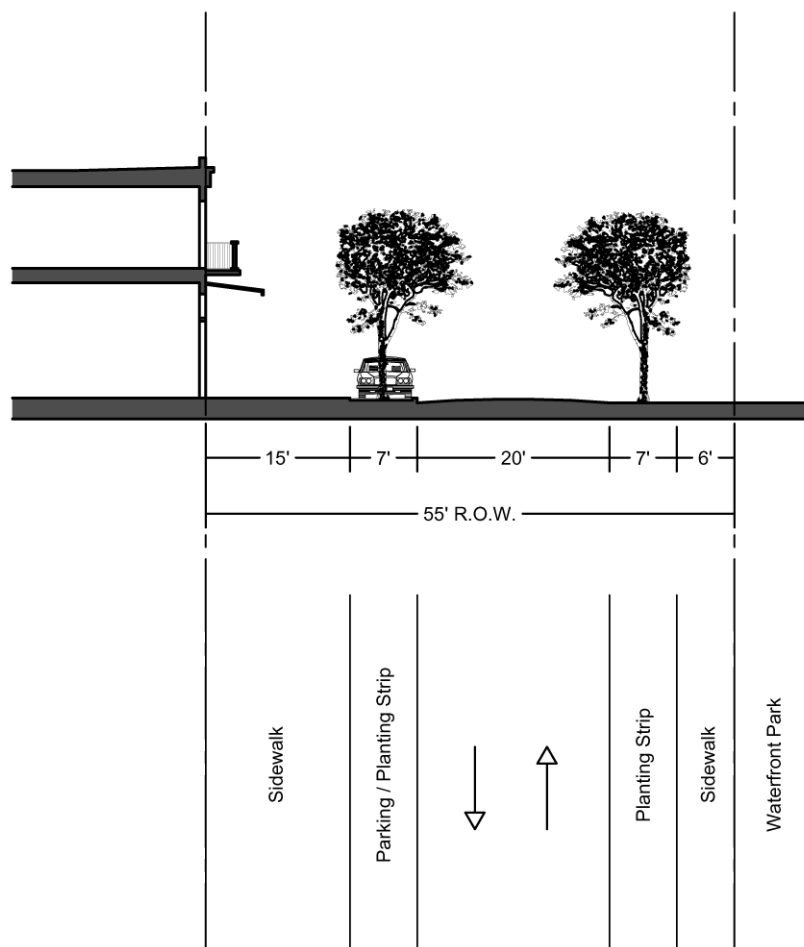 15' 7' 20' 7' 6'
55' R.O.W.
Sidewalk
Parking / Planting Strip
Planting Strip
Sidewalk
Waterfront Park